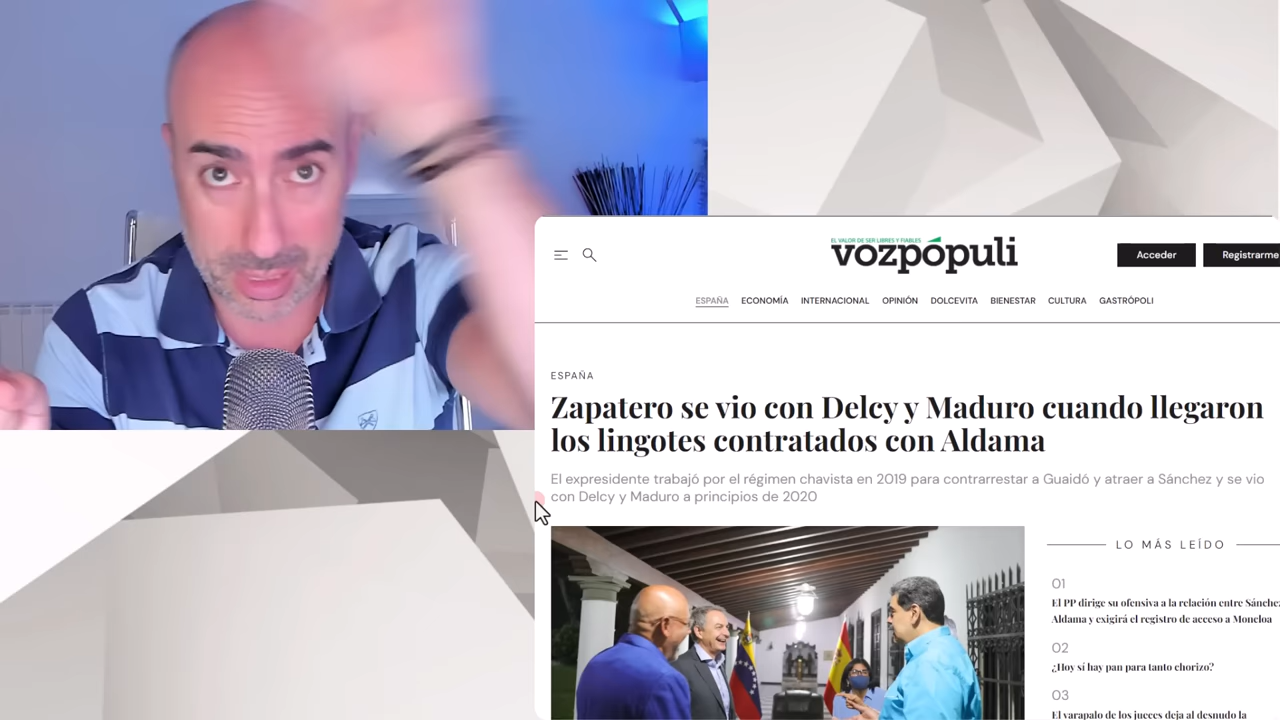 EL VALOR DE SER LIBRES Y FIABLES
vozpópuli
Acceder
Registrarme
ESPAÑA ECONOMÍA INTERNACIONAL OPINIÓN DOLCEVITA BIENESTAR CULTURA GASTRÓPOLI
ESPAÑA
Zapatero se vio con Delcy y Maduro cuando llegaron
los lingotes contratados con Aldama
El expresidente trabajó por el régimen chavista en 2019 para contrarrestar a Guaidó y atraer a Sánchez y se vio
con Delcy y Maduro a principios de 2020
LO MÁS LEÍDO
01
El PP dirige su ofensiva a la relación entre Sánchez
Aldama y exigirá el registro de acceso a Moncloa
02
¿Hoy sí hay pan para tanto chorizo?
03
El varapalo de los jueces deja al desnudo la